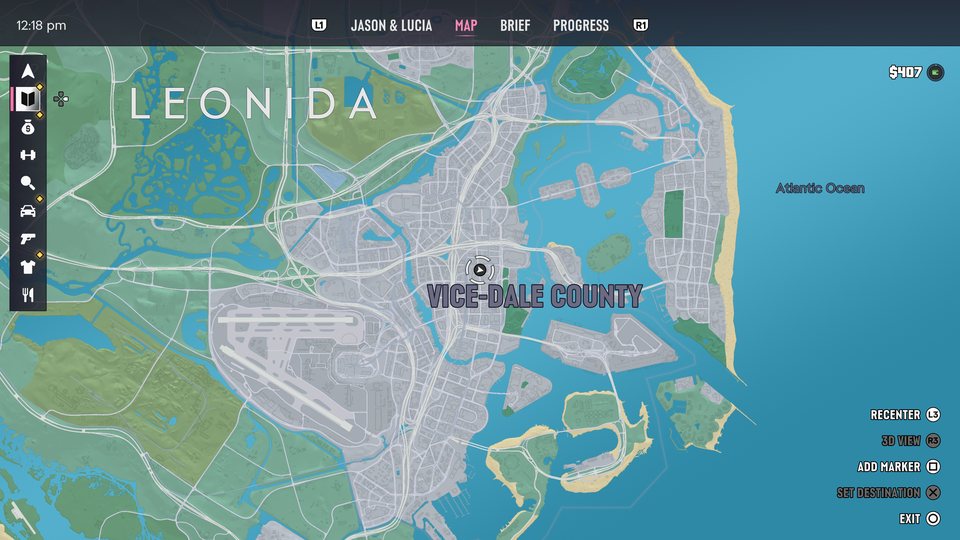 12:18 pm
L1 JASON & LUCIA MAP BRIEF PROGRESS R1
$407
LEONIDA
Atlantic Ocean
VICE-DALE COUNTY
RECENTER L3
3D VIEW R3
ADD MARKER
SET DESTINATION
EXIT